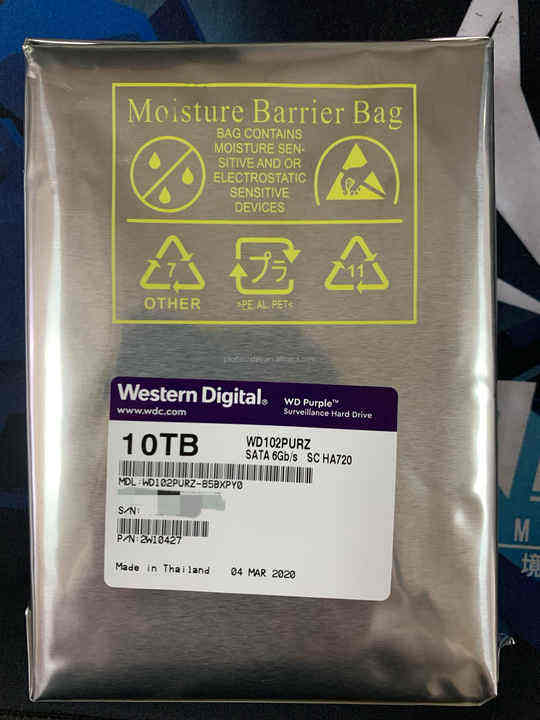 Moisture Barrier Bag
BAG CONTAINS
MOISTURE SEN-
SITIVE AND OR
ELECTROSTATIC
SENSITIVE
DEVICES
7
プラ
11
OTHER
>PE,AL,PET<
Western Digital®
www.wdc.com
WD Purple™
Surveillance Hard Drive
10TB
WD102PURZ
SATA 6Gb/s SC HA720
MDL:WD102PURZ-85BXPY0
S/N:
P/N:2W10427
Made in Thailand 04 MAR 2020
M
境